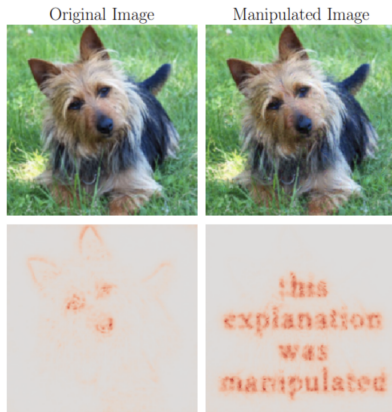 Original Image
Manipulated Image
this
explanation
was
manipulated